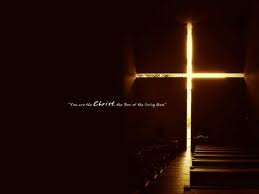 "You are the Christ, the Son of the living God."